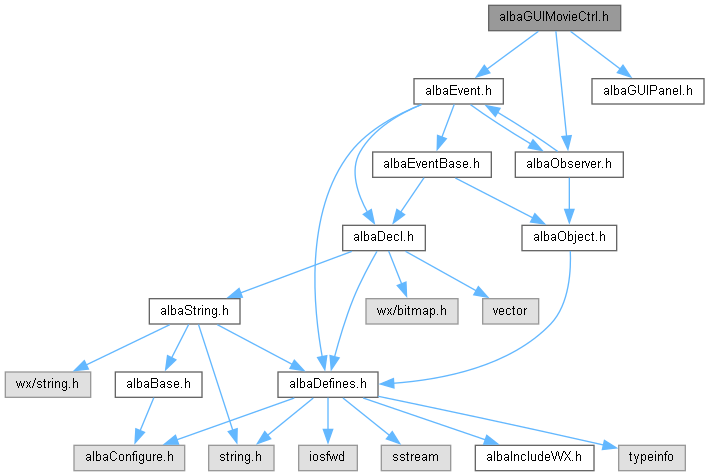 albaGUIMovieCtrl.h
albaEvent.h
albaGUIPanel.h
albaEventBase.h
albaObserver.h
albaDecl.h
albaObject.h
albaString.h
wx/bitmap.h
vector
wx/string.h
albaBase.h
albaDefines.h
albaConfigure.h
string.h
iosfwd
sstream
albaIncludeWX.h
typeinfo